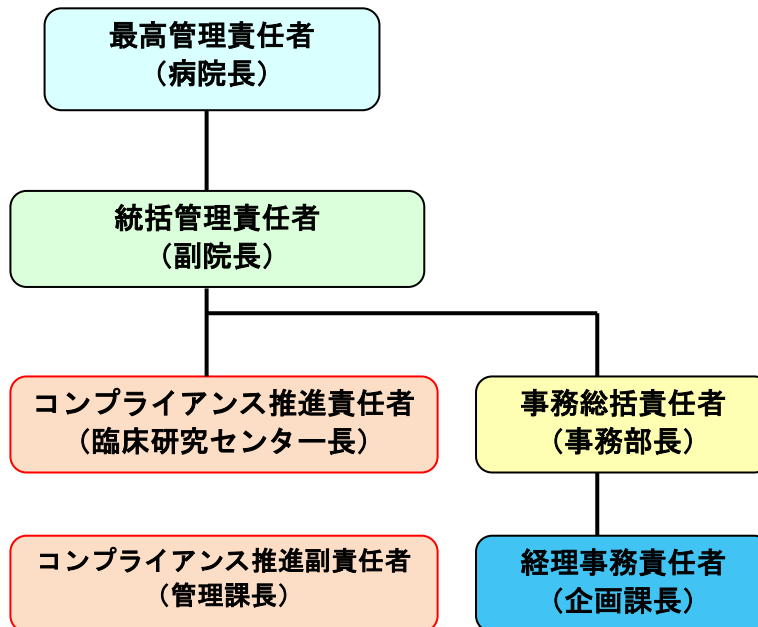 最高管理責任者
（病院長）
統括管理責任者
（副院長）
コンプライアンス推進責任者
（臨床研究センター長）
事務総括責任者
（事務部長）
コンプライアンス推進副責任者
（管理課長）
経理事務責任者
（企画課長）